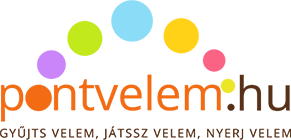 pontvelem.hu
GYŰJTS VELEM, JÁTSSZ VELEM, NYERJ VELEM